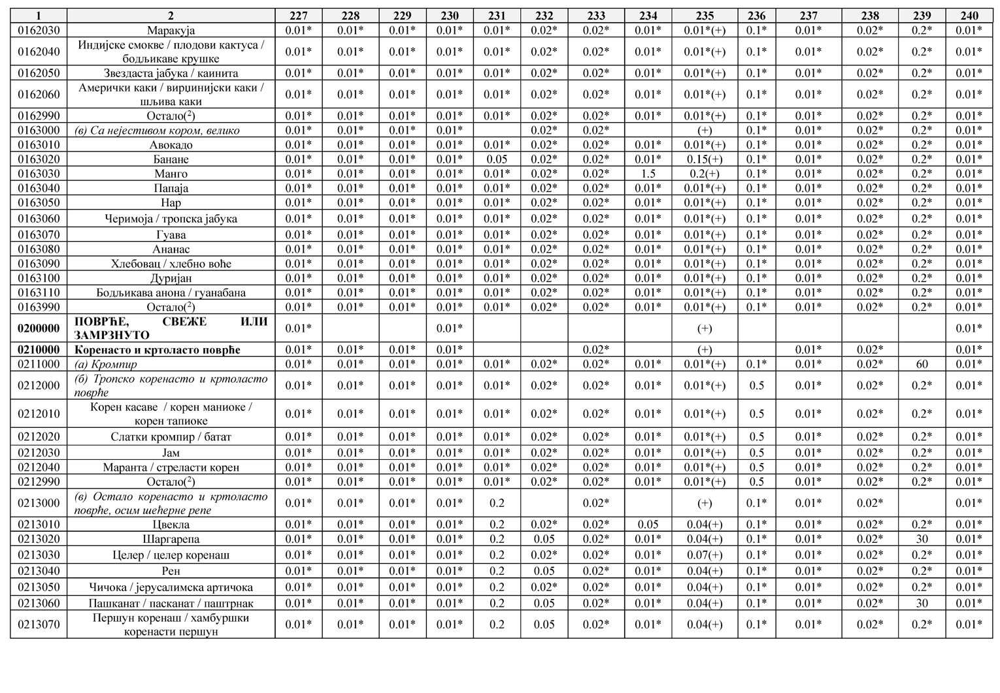 1 2 227 228 229 230 231 232 233 234 235 236 237 238 239 240
0162030 Маракуја 0.01* 0.01* 0.01* 0.01* 0.01* 0.02* 0.02* 0.01* 0.01*(+) 0.1* 0.01* 0.02* 0.2* 0.01*
0162040 Индијске смокве / плодови кактуса /
бодљикаве крушке 0.01* 0.01* 0.01* 0.01* 0.01* 0.02* 0.02* 0.01* 0.01*(+) 0.1* 0.01* 0.02* 0.2* 0.01*
0162050 Звездаста јабука / каинита 0.01* 0.01* 0.01* 0.01* 0.01* 0.02* 0.02* 0.01* 0.01*(+) 0.1* 0.01* 0.02* 0.2* 0.01*
0162060 Амерички каки / вирџинијски каки /
шљива каки 0.01* 0.01* 0.01* 0.01* 0.01* 0.02* 0.02* 0.01* 0.01*(+) 0.1* 0.01* 0.02* 0.2* 0.01*
0162990 Остало(2) 0.01* 0.01* 0.01* 0.01* 0.01* 0.02* 0.02* 0.01* 0.01*(+) 0.1* 0.01* 0.02* 0.2* 0.01*
0163000 (в) Са нејестивом кором, велико 0.01* 0.01* 0.01* 0.01* 0.02* 0.02* (+) 0.1* 0.01* 0.02* 0.2* 0.01*
0163010 Авокадо 0.01* 0.01* 0.01* 0.01* 0.01* 0.02* 0.02* 0.01* 0.01*(+) 0.1* 0.01* 0.02* 0.2* 0.01*
0163020 Банане 0.01* 0.01* 0.01* 0.01* 0.05 0.02* 0.02* 0.01* 0.15(+) 0.1* 0.01* 0.02* 0.2* 0.01*
0163030 Манго 0.01* 0.01* 0.01* 0.01* 0.01* 0.02* 0.02* 1.5 0.2(+) 0.1* 0.01* 0.02* 0.2* 0.01*
0163040 Папаја 0.01* 0.01* 0.01* 0.01* 0.01* 0.02* 0.02* 0.01* 0.01*(+) 0.1* 0.01* 0.02* 0.2* 0.01*
0163050 Нар 0.01* 0.01* 0.01* 0.01* 0.01* 0.02* 0.02* 0.01* 0.01*(+) 0.1* 0.01* 0.02* 0.2* 0.01*
0163060 Черимоја / тропска јабука 0.01* 0.01* 0.01* 0.01* 0.01* 0.02* 0.02* 0.01* 0.01*(+) 0.1* 0.01* 0.02* 0.2* 0.01*
0163070 Гуава 0.01* 0.01* 0.01* 0.01* 0.01* 0.02* 0.02* 0.01* 0.01*(+) 0.1* 0.01* 0.02* 0.2* 0.01*
0163080 Ананас 0.01* 0.01* 0.01* 0.01* 0.01* 0.02* 0.02* 0.01* 0.01*(+) 0.1* 0.01* 0.02* 0.2* 0.01*
0163090 Хлебовац / хлебно воће 0.01* 0.01* 0.01* 0.01* 0.01* 0.02* 0.02* 0.01* 0.01*(+) 0.1* 0.01* 0.02* 0.2* 0.01*
0163100 Дуријан 0.01* 0.01* 0.01* 0.01* 0.01* 0.02* 0.02* 0.01* 0.01*(+) 0.1* 0.01* 0.02* 0.2* 0.01*
0163110 Бодљикава анона / гуанабана 0.01* 0.01* 0.01* 0.01* 0.01* 0.02* 0.02* 0.01* 0.01*(+) 0.1* 0.01* 0.02* 0.2* 0.01*
0163990 Остало(2) 0.01* 0.01* 0.01* 0.01* 0.01* 0.02* 0.02* 0.01* 0.01*(+) 0.1* 0.01* 0.02* 0.2* 0.01*
0200000 ПОВРЋЕ, СВЕЖЕ ИЛИ
ЗАМРЗНУТО 0.01* 0.01* (+) 0.01*
0210000 Коренасто и кртоласто поврће 0.01* 0.01* 0.01* 0.01* 0.02* (+) 0.01* 0.02* 0.01*
0211000 (а) Кромпир 0.01* 0.01* 0.01* 0.01* 0.01* 0.02* 0.02* 0.01* 0.01*(+) 0.1* 0.01* 0.02* 60 0.01*
0212000 (б) Тропско коренасто и кртоласто
поврће 0.01* 0.01* 0.01* 0.01* 0.01* 0.02* 0.02* 0.01* 0.01*(+) 0.5 0.01* 0.02* 0.2* 0.01*
0212010 Корен касаве / корен маниоке /
корен тапиоке 0.01* 0.01* 0.01* 0.01* 0.01* 0.02* 0.02* 0.01* 0.01*(+) 0.5 0.01* 0.02* 0.2* 0.01*
0212020 Слатки кромпир / батат 0.01* 0.01* 0.01* 0.01* 0.01* 0.02* 0.02* 0.01* 0.01*(+) 0.5 0.01* 0.02* 0.2* 0.01*
0212030 Јам 0.01* 0.01* 0.01* 0.01* 0.01* 0.02* 0.02* 0.01* 0.01*(+) 0.5 0.01* 0.02* 0.2* 0.01*
0212040 Маранта / стреласти корен 0.01* 0.01* 0.01* 0.01* 0.01* 0.02* 0.02* 0.01* 0.01*(+) 0.5 0.01* 0.02* 0.2* 0.01*
0212990 Остало(2) 0.01* 0.01* 0.01* 0.01* 0.01* 0.02* 0.02* 0.01* 0.01*(+) 0.5 0.01* 0.02* 0.2* 0.01*
0213000 (в) Остало коренасто и кртоласто
поврће, осим шећерне репе 0.01* 0.01* 0.01* 0.01* 0.2 0.02* (+) 0.1* 0.01* 0.02* 0.01*
0213010 Цвекла 0.01* 0.01* 0.01* 0.01* 0.2 0.02* 0.02* 0.05 0.04(+) 0.1* 0.01* 0.02* 0.2* 0.01*
0213020 Шаргарепа 0.01* 0.01* 0.01* 0.01* 0.2 0.05 0.02* 0.01* 0.04(+) 0.1* 0.01* 0.02* 30 0.01*
0213030 Целер / целер коренаш 0.01* 0.01* 0.01* 0.01* 0.2 0.02* 0.02* 0.01* 0.07(+) 0.1* 0.01* 0.02* 0.2* 0.01*
0213040 Рен 0.01* 0.01* 0.01* 0.01* 0.2 0.05 0.02* 0.01* 0.04(+) 0.1* 0.01* 0.02* 0.2* 0.01*
0213050 Чичока / јерусалимска артичока 0.01* 0.01* 0.01* 0.01* 0.2 0.02* 0.02* 0.01* 0.04(+) 0.1* 0.01* 0.02* 0.2* 0.01*
0213060 Пашканат / пасканат / паштрнак 0.01* 0.01* 0.01* 0.01* 0.2 0.05 0.02* 0.01* 0.04(+) 0.1* 0.01* 0.02* 30 0.01*
0213070 Першун коренаш / хамбуршки
коренасти першун 0.01* 0.01* 0.01* 0.01* 0.2 0.05 0.02* 0.01* 0.04(+) 0.1* 0.01* 0.02* 0.2* 0.01*